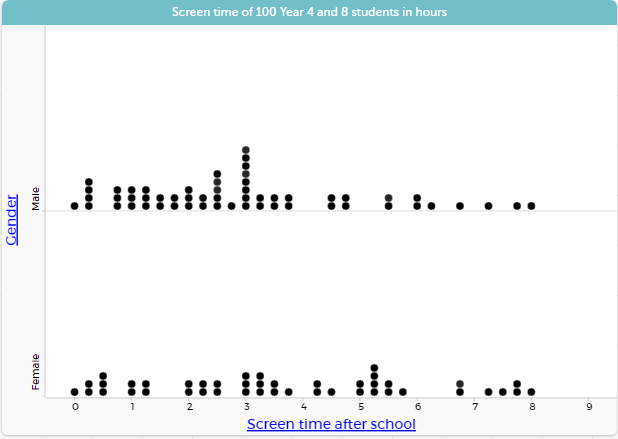 Screen time of 100 Year 4 and 8 students in hours
Gender
Male
Female
0 1 2 3 4 5 6 7 8 9
Screen time after school